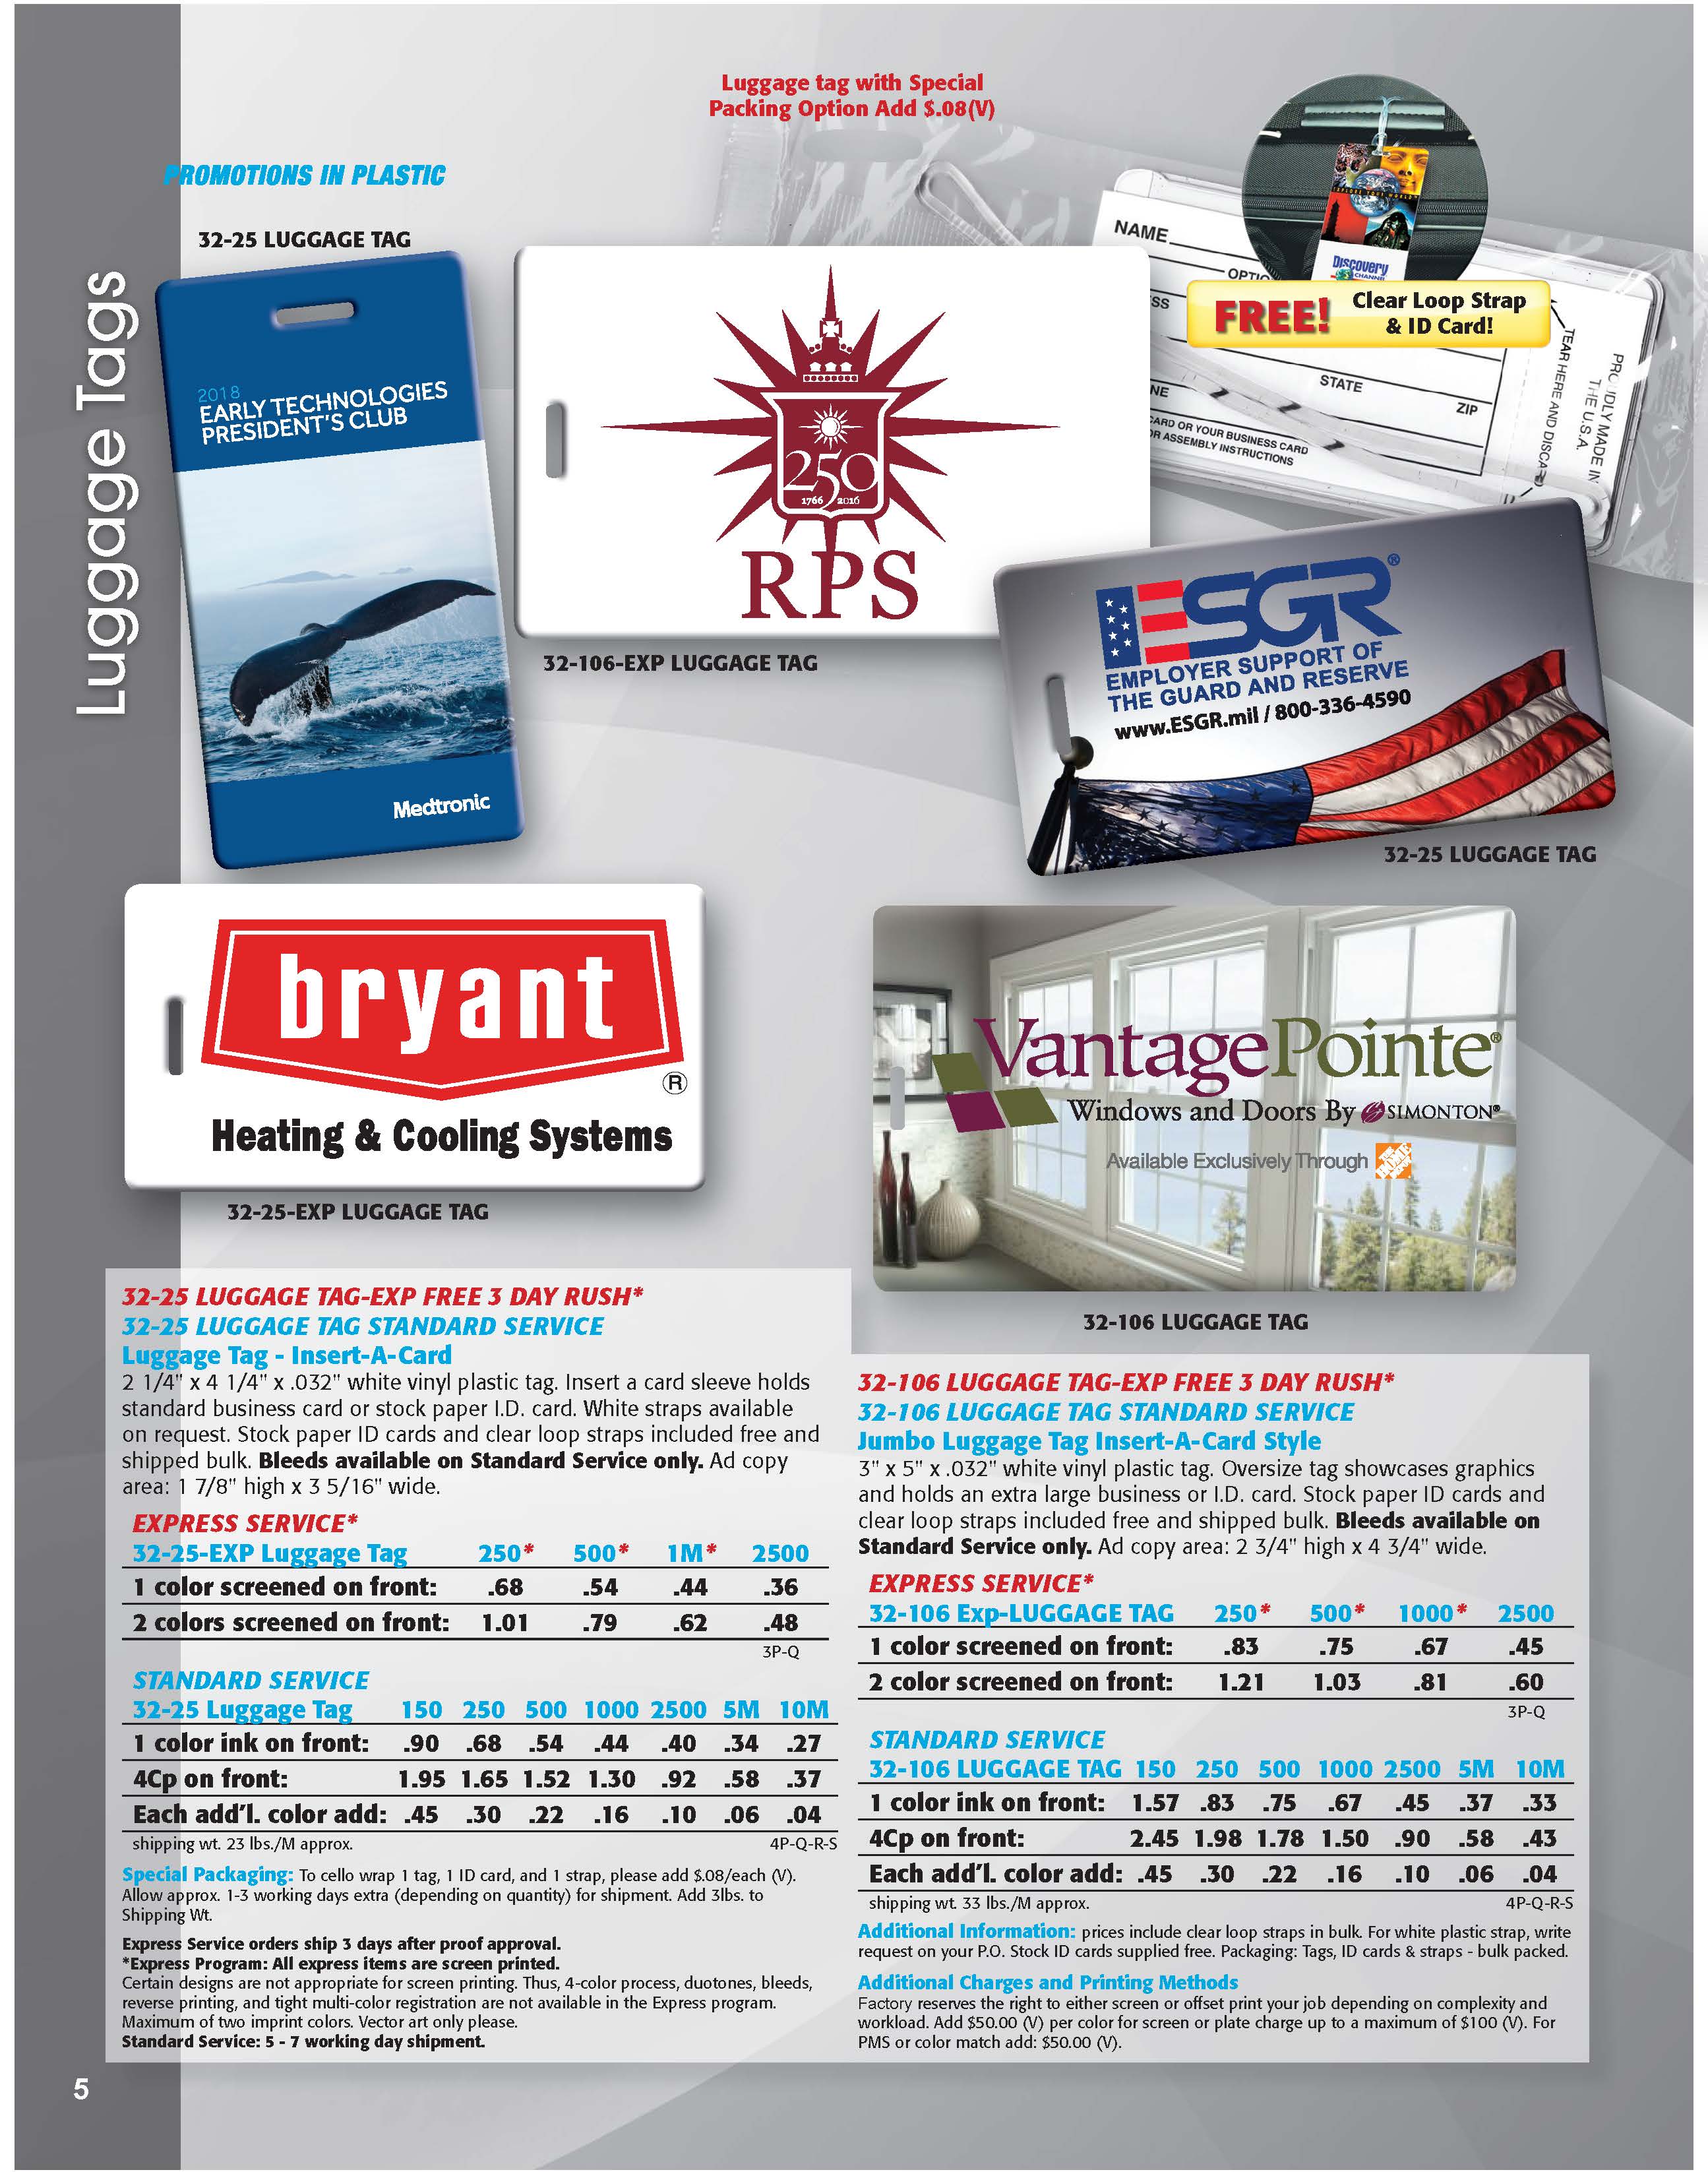 Luggage tag with Special
Packing Option Add $.08(V)
PROMOTIONS IN PLASTIC
32-25 LUGGAGE TAG
Luggage Tags
2018
EARLY TECHNOLOGIES
PRESIDENT'S CLUB
Medtronic
250
1766 2016
RPS
32-106-EXP LUGGAGE TAG
DISCOVERY
CHANNEL
FREE!
Clear Loop Strap
& ID Card!
NAME
STATE
ZIP
CARD OR YOUR BUSINESS CARD
ASSEMBLY INSTRUCTIONS
TEAR HERE AND DISCARD
PROUDLY MADE IN
THE U.S.A.
ESGR®
EMPLOYER SUPPORT OF
THE GUARD AND RESERVE
www.ESGR.mil / 800-336-4590
32-25 LUGGAGE TAG
bryant
®
Heating & Cooling Systems
32-25-EXP LUGGAGE TAG
VantagePointe®
Windows and Doors By SIMONTON®
Available Exclusively Through
32-106 LUGGAGE TAG
32-25 LUGGAGE TAG-EXP FREE 3 DAY RUSH*
32-25 LUGGAGE TAG STANDARD SERVICE
Luggage Tag - Insert-A-Card
2 1/4" x 4 1/4" x .032" white vinyl plastic tag. Insert a card sleeve holds
standard business card or stock paper I.D. card. White straps available
on request. Stock paper ID cards and clear loop straps included free and
shipped bulk. Bleeds available on Standard Service only. Ad copy
area: 1 7/8" high x 3 5/16" wide.
EXPRESS SERVICE*
32-25-EXP Luggage Tag 250* 500* 1M* 2500
1 color screened on front: .68 .54 .44 .36
2 colors screened on front: 1.01 .79 .62 .48
3P-Q
STANDARD SERVICE
32-25 Luggage Tag 150 250 500 1000 2500 5M 10M
1 color ink on front: .90 .68 .54 .44 .40 .34 .27
4Cp on front: 1.95 1.65 1.52 1.30 .92 .58 .37
Each add'l. color add: .45 .30 .22 .16 .10 .06 .04
shipping wt. 23 lbs./M approx. 4P-Q-R-S
Special Packaging: To cello wrap 1 tag, 1 ID card, and 1 strap, please add $.08/each (V).
Allow approx. 1-3 working days extra (depending on quantity) for shipment. Add 3lbs. to
Shipping Wt.
Express Service orders ship 3 days after proof approval.
*Express Program: All express items are screen printed.
Certain designs are not appropriate for screen printing. Thus, 4-color process, duotones, bleeds,
reverse printing, and tight multi-color registration are not available in the Express program.
Maximum of two imprint colors. Vector art only please.
Standard Service: 5 - 7 working day shipment.
32-106 LUGGAGE TAG-EXP FREE 3 DAY RUSH*
32-106 LUGGAGE TAG STANDARD SERVICE
Jumbo Luggage Tag Insert-A-Card Style
3" x 5" x .032" white vinyl plastic tag. Oversize tag showcases graphics
and holds an extra large business or I.D. card. Stock paper ID cards and
clear loop straps included free and shipped bulk. Bleeds available on
Standard Service only. Ad copy area: 2 3/4" high x 4 3/4" wide.
EXPRESS SERVICE*
32-106 Exp-LUGGAGE TAG 250* 500* 1000* 2500
1 color screened on front: .83 .75 .67 .45
2 color screened on front: 1.21 1.03 .81 .60
3P-Q
STANDARD SERVICE
32-106 LUGGAGE TAG 150 250 500 1000 2500 5M 10M
1 color ink on front: 1.57 .83 .75 .67 .45 .37 .33
4Cp on front: 2.45 1.98 1.78 1.50 .90 .58 .43
Each add'l. color add: .45 .30 .22 .16 .10 .06 .04
shipping wt. 33 lbs./M approx. 4P-Q-R-S
Additional Information: prices include clear loop straps in bulk. For white plastic strap, write
request on your P.O. Stock ID cards supplied free. Packaging: Tags, ID cards & straps - bulk packed.
Additional Charges and Printing Methods
Factory reserves the right to either screen or offset print your job depending on complexity and
workload. Add $50.00 (V) per color for screen or plate charge up to a maximum of $100 (V). For
PMS or color match add: $50.00 (V).
5